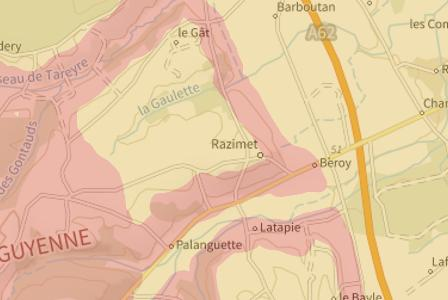 Barboutan
les Con
le Gât
A62
dery
seau de Tareyre
la Gaulette
Char
des Gontauds
Razimet
51
Béroy
GUYENNE
Latapie
Palanguette
Laf
le Bayle